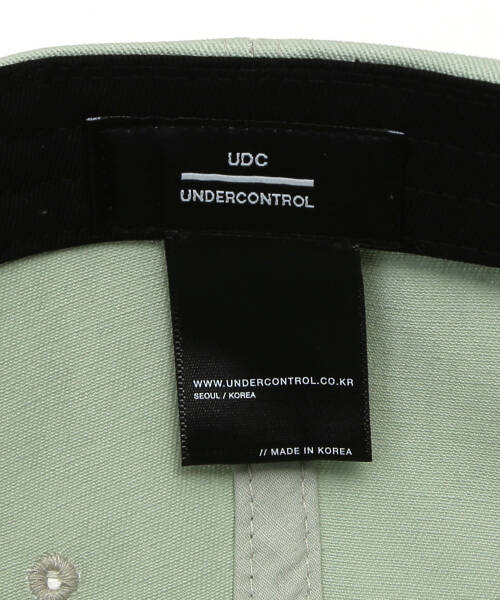 UDC
UNDERCONTROL
WWW.UNDERCONTROL.CO.KR
SEOUL / KOREA
// MADE IN KOREA